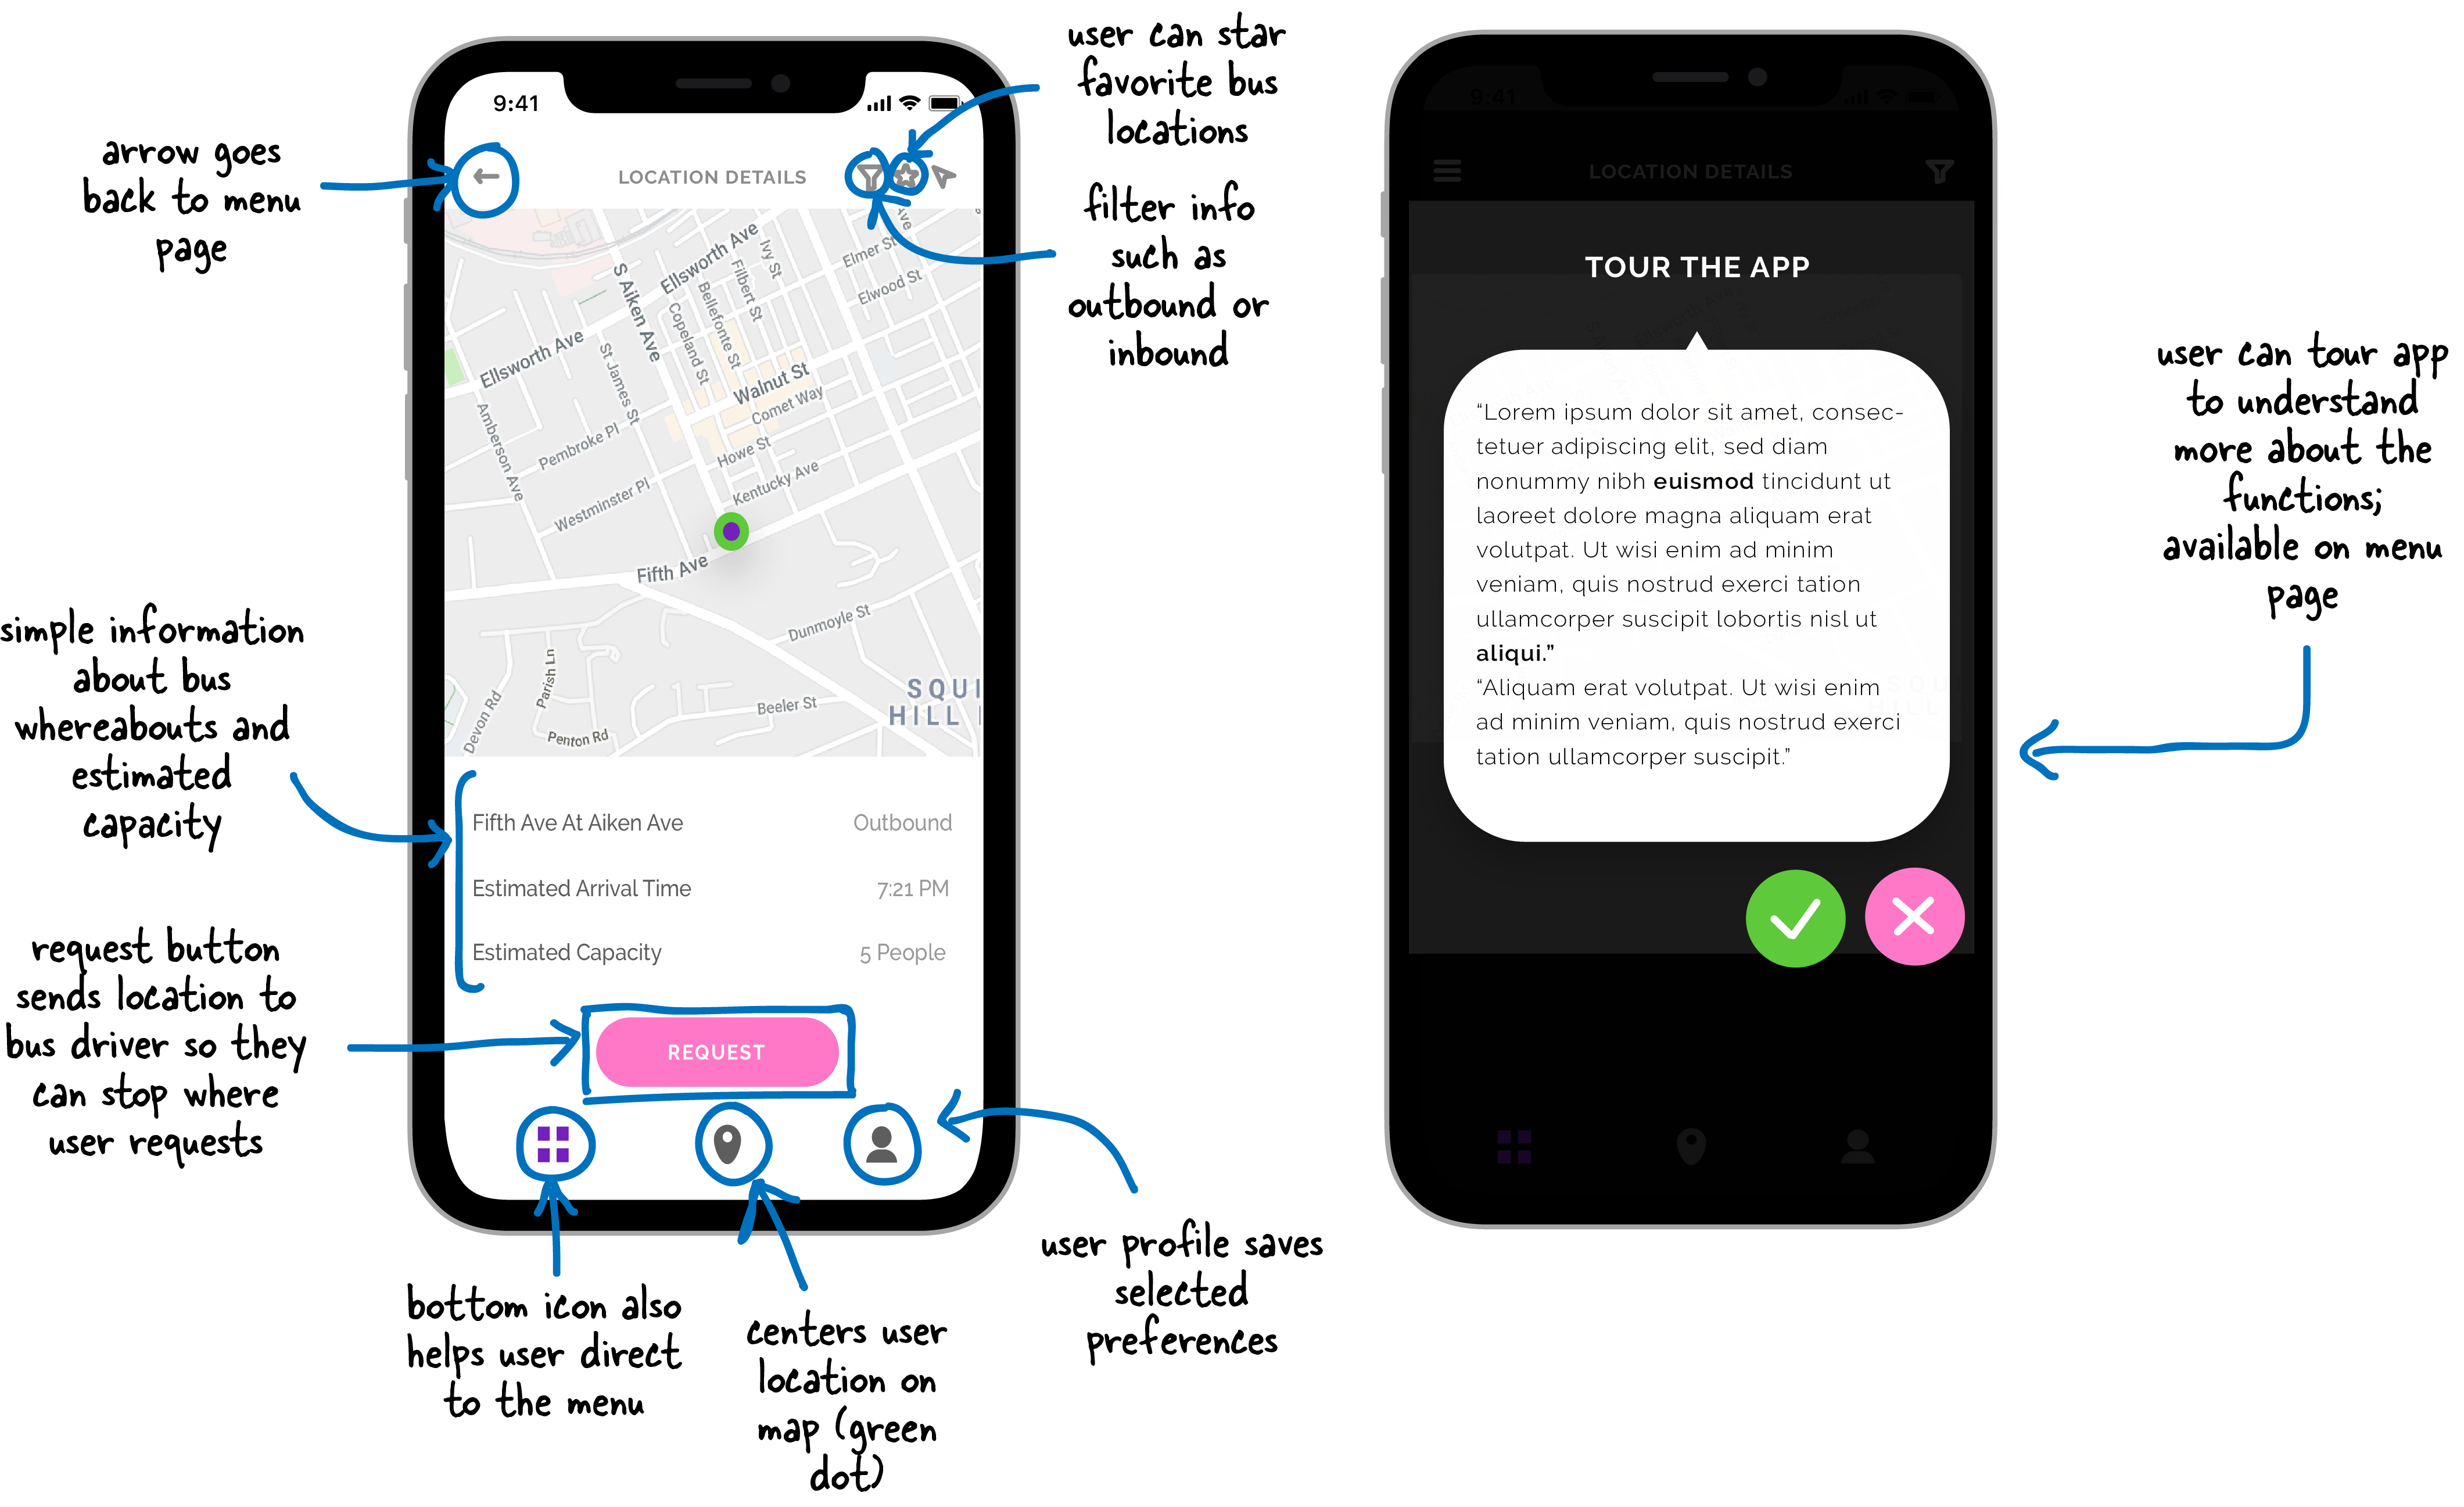 user can star
favorite bus
locations
arrow goes
back to menu
page
filter info
such as
outbound or
inbound
simple information
about bus
whereabouts and
estimated
capacity
request button
sends location to
bus driver so they
can stop where
user requests
bottom icon also
helps user direct
to the menu
centers user
location on
map (green
dot)
user profile saves
selected
preferences
9:41
LOCATION DETAILS
Ellsworth Ave
Ivy St
Ave
Elmer St
Elwood St
S Aiken Ave
Filbert St
Bellefonte St
Copeland St
Ellsworth Ave
St James St
Walnut St
Comet Way
Amberson Ave
Pembroke Pl
Howe St
Kentucky Ave
Westminster Pl
Fifth Ave
Dunmoyle St
Parish Ln
Devon Rd
Beeler St
Penton Rd
SQUI
HILL
Fifth Ave At Aiken Ave Outbound
Estimated Arrival Time 7:21 PM
Estimated Capacity 5 People
REQUEST
9:41
LOCATION DETAILS
TOUR THE APP
“Lorem ipsum dolor sit amet, consec-
tetuer adipiscing elit, sed diam
nonummy nibh euismod tincidunt ut
laoreet dolore magna aliquam erat
volutpat. Ut wisi enim ad minim
veniam, quis nostrud exerci tation
ullamcorper suscipit lobortis nisl ut
aliqui.”
“Aliquam erat volutpat. Ut wisi enim
ad minim veniam, quis nostrud exerci
tation ullamcorper suscipit.”
user can tour app
to understand
more about the
functions;
available on menu
page